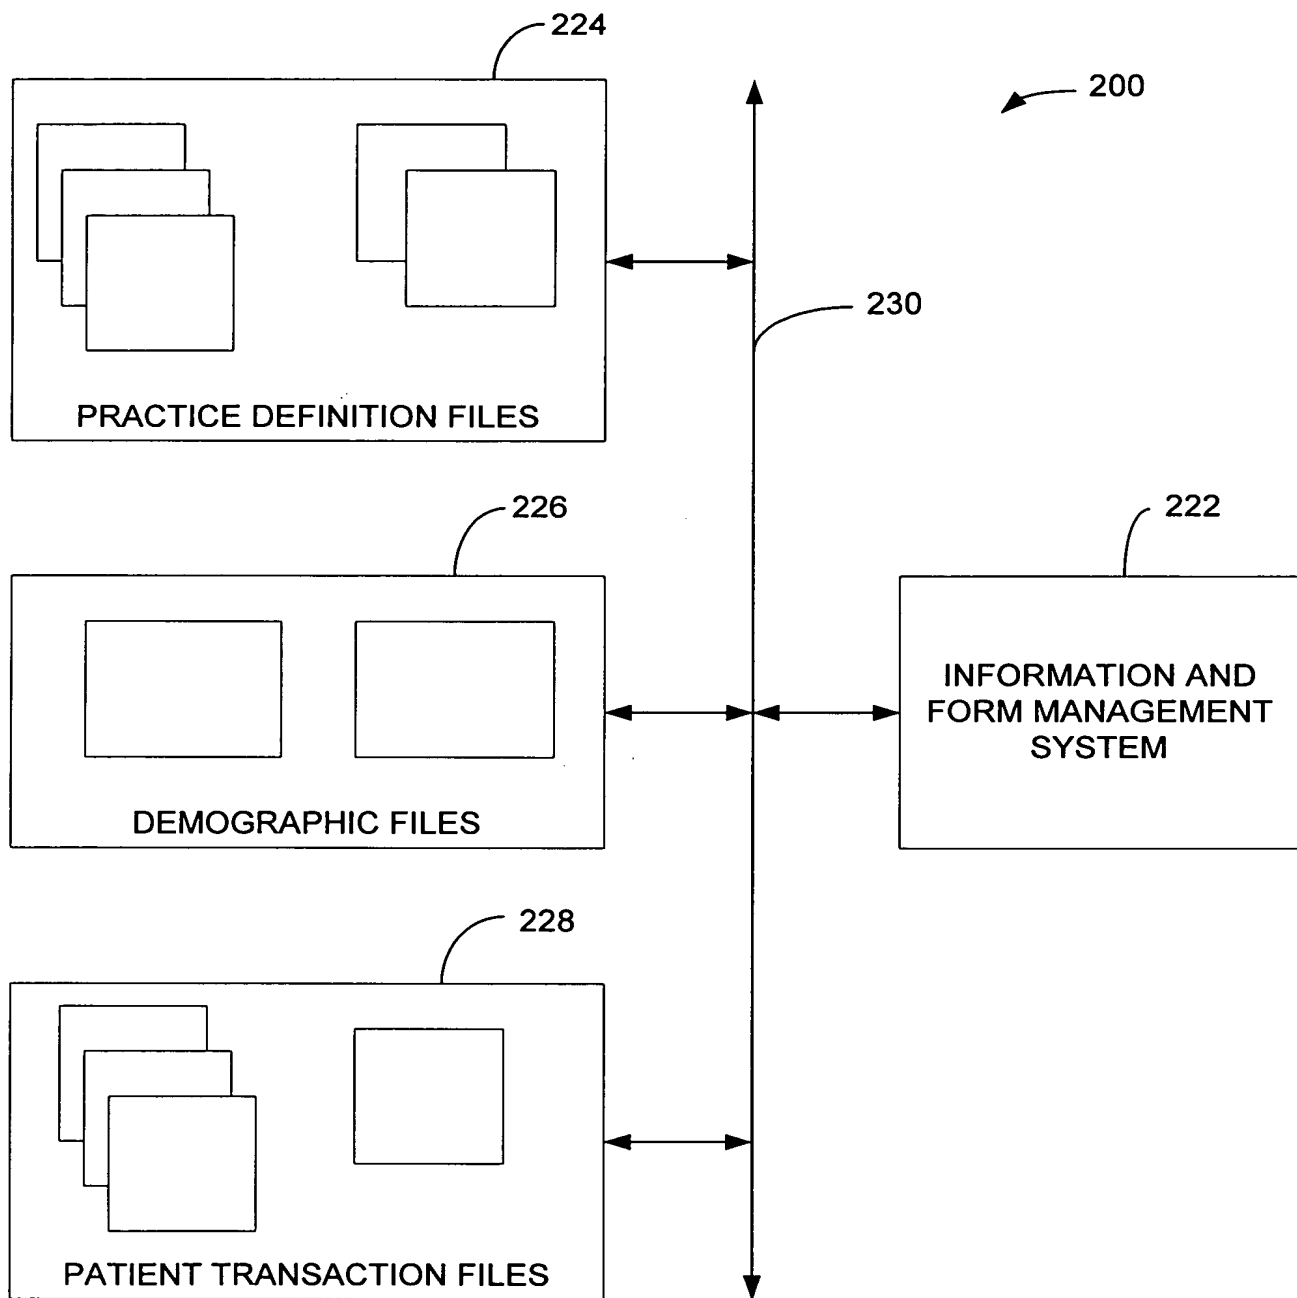 224
200
230
PRACTICE DEFINITION FILES
226
222
INFORMATION AND
FORM MANAGEMENT
SYSTEM
DEMOGRAPHIC FILES
228
PATIENT TRANSACTION FILES